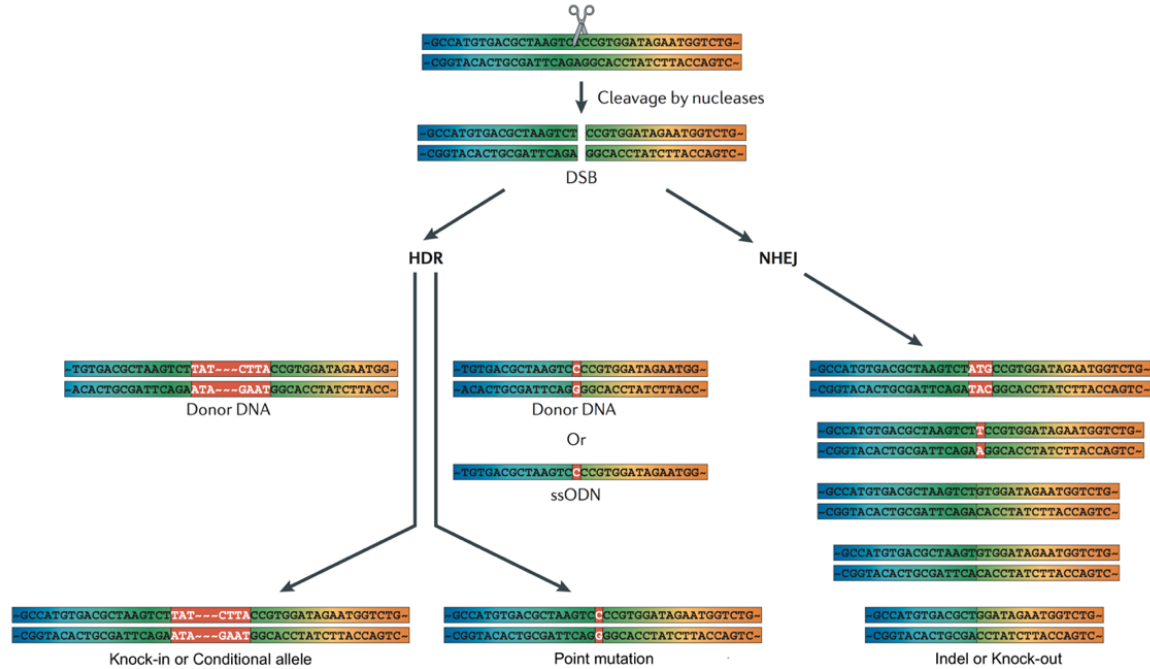 ~GCCATGTGACGCTAAGTCTCCGTGGATAGAATGGTCTG~
~CGGTACACTGCGATTCAGAGGCACCTATCTTACCAGTC~
Cleavage by nucleases
~GCCATGTGACGCTAAGTCT CCGTGGATAGAATGGTCTG~
~CGGTACACTGCGATTCAGA GGCACCTATCTTACCAGTC~
DSB
HDR
NHEJ
~TGTGACGCTAAGTCTTAT~~~CTTACCGTGGATAGAATGG~
~ACACTGCGATTCAGAATA~~~GAATGGCACCTATCTTACC~
Donor DNA
~TGTGACGCTAAGTCCCCGTGGATAGAATGG~
~ACACTGCGATTCAGGGGCACCTATCTTACC~
Donor DNA
Or
~TGTGACGCTAAGTCCCCGTGGATAGAATGG~
ssODN
~GCCATGTGACGCTAAGTCTATGCCGTGGATAGAATGGTCTG~
~CGGTACACTGCGATTCAGATACGGCACCTATCTTACCAGTC~
~GCCATGTGACGCTAAGTCTTCCGTGGATAGAATGGTCTG~
~CGGTACACTGCGATTCAGAAGGCACCTATCTTACCAGTC~
~GCCATGTGACGCTAAGTCTGTGGATAGAATGGTCTG~
~CGGTACACTGCGATTCAGACACCTATCTTACCAGTC~
~GCCATGTGACGCTAAGTGTGGATAGAATGGTCTG~
~CGGTACACTGCGATTCACACCTATCTTACCAGTC~
~GCCATGTGACGCTAAGTCTTAT~~~CTTACCGTGGATAGAATGGTCTG~
~CGGTACACTGCGATTCAGAATA~~~GAATGGCACCTATCTTACCAGTC~
Knock-in or Conditional allele
~GCCATGTGACGCTAAGTCCCCGTGGATAGAATGGTCTG~
~CGGTACACTGCGATTCAGGGGCACCTATCTTACCAGTC~
Point mutation
~GCCATGTGACGCTGGATAGAATGGTCTG~
~CGGTACACTGCGACCTATCTTACCAGTC~
Indel or Knock-out